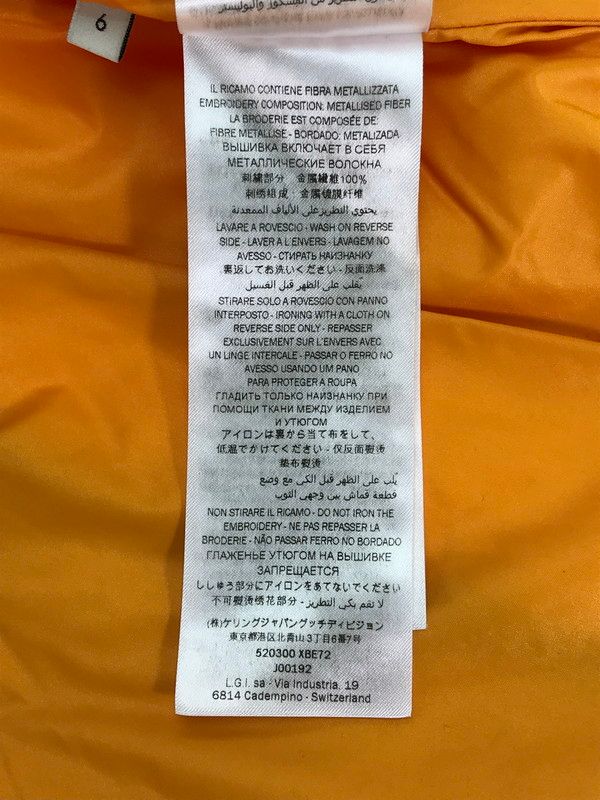 6
IL RICAMO CONTIENE FIBRA METALLIZZATA
EMBROIDERY COMPOSITION: METALLISED FIBER
LA BRODERIE EST COMPOSÉE DE:
FIBRE METALLISE - BORDADO: METALIZADA
ВЫШИВКА ВКЛЮЧАЕТ В СЕБЯ
МЕТАЛЛИЧЕСКИЕ ВОЛОКНА
刺繍部分 金属繊維100%
刺绣组成: 金属镀膜纤维
يحتوي التطريز على الألياف الممعدنة
LAVARE A ROVESCIO - WASH ON REVERSE
SIDE - LAVER A L'ENVERS - LAVAGEM NO
AVESSO - СТИРАТЬ НАИЗНАНКУ
裏返してお洗いください - 反面洗涤
يُقلب على الظهر قبل الغسيل
STIRARE SOLO A ROVESCIO CON PANNO
INTERPOSTO - IRONING WITH A CLOTH ON
REVERSE SIDE ONLY - REPASSER
EXCLUSIVEMENT SUR L'ENVERS AVEC
UN LINGE INTERCALE - PASSAR O FERRO NO
AVESSO USANDO UM PANO
PARA PROTEGER A ROUPA
ГЛАДИТЬ ТОЛЬКО НАИЗНАНКУ ПРИ
ПОМОЩИ ТКАНИ МЕЖДУ ИЗДЕЛИЕМ
И УТЮГОМ
アイロンは裏から当て布をして、
低温でかけてください - 仅反面熨烫
垫布熨烫
يُلب على الظهر قبل الكي مع وضع
قطعة قماش بين وجهي الثوب
NON STIRARE IL RICAMO - DO NOT IRON THE
EMBROIDERY - NE PAS REPASSER LA
BRODERIE - NÃO PASSAR FERRO NO BORDADO
ГЛАЖЕНЬЕ УТЮГОМ НА ВЫШИВКЕ
ЗАПРЕЩАЕТСЯ
ししゅう部分にアイロンをあてないでください
不可熨烫绣花部分 - لا تقم بكي التطريز
(株)ケリングジャパングッチディビジョン
東京都港区北青山3丁目6番7号
520300 XBE72
J00192
L.G.I. sa - Via Industria, 19
6814 Cadempino - Switzerland